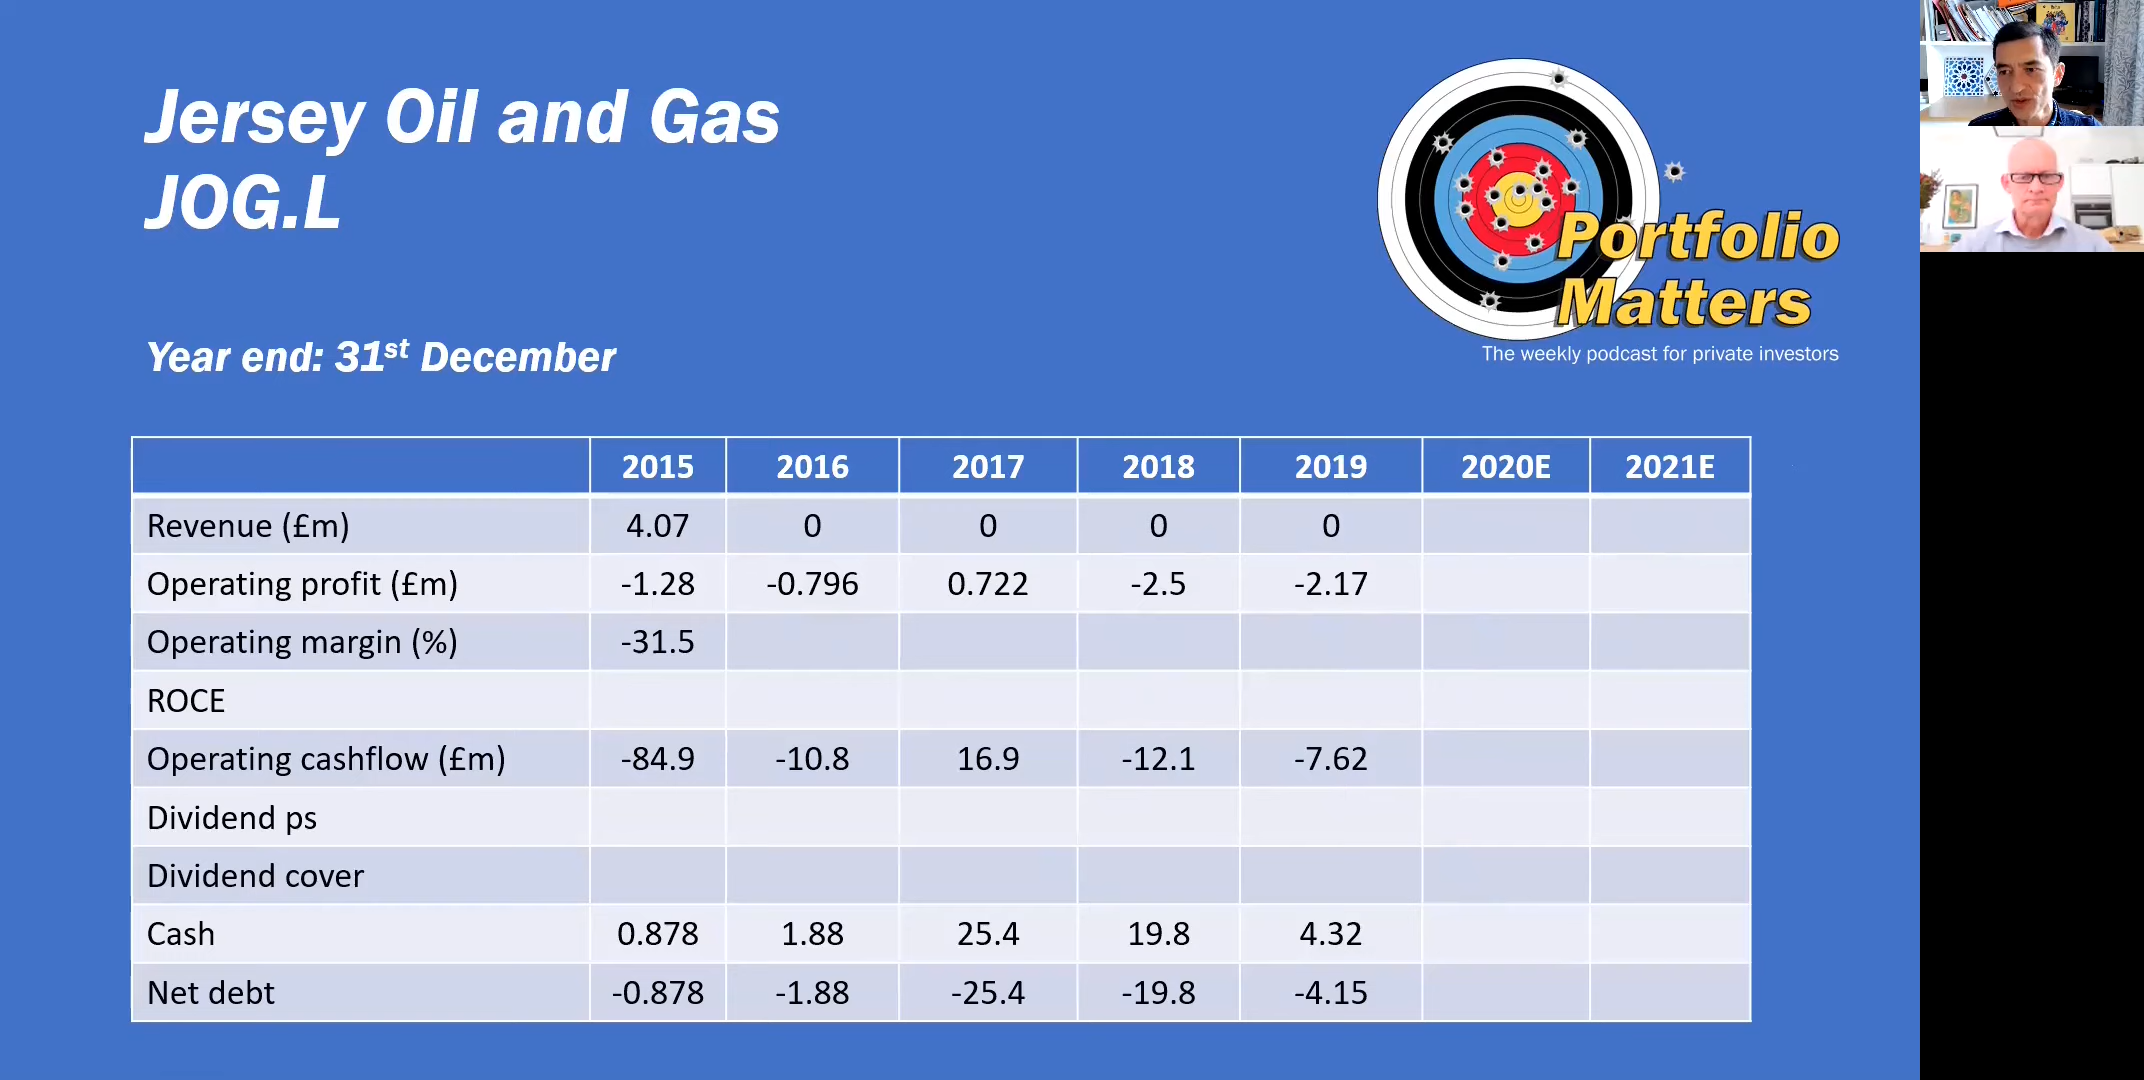 Jersey Oil and Gas
JOG.L
Portfolio
Matters
The weekly podcast for private investors
Year end: 31st December
2015 2016 2017 2018 2019 2020E 2021E
Revenue (£m) 4.07 0 0 0 0
Operating profit (£m) -1.28 -0.796 0.722 -2.5 -2.17
Operating margin (%) -31.5
ROCE
Operating cashflow (£m) -84.9 -10.8 16.9 -12.1 -7.62
Dividend ps
Dividend cover
Cash 0.878 1.88 25.4 19.8 4.32
Net debt -0.878 -1.88 -25.4 -19.8 -4.15